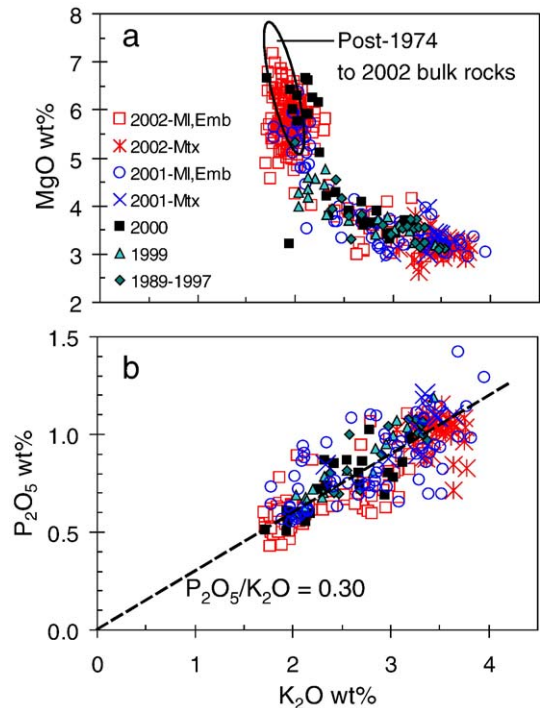 a
Post-1974
to 2002 bulk rocks
MgO wt%
8
7
6
5
4
3
2
2002-MI,Emb
2002-Mtx
2001-MI,Emb
2001-Mtx
2000
1999
1989-1997
b
P₂O₅ wt%
1.5
1.0
0.5
0.0
P₂O₅/K₂O = 0.30
0 1 2 3 4
K₂O wt%